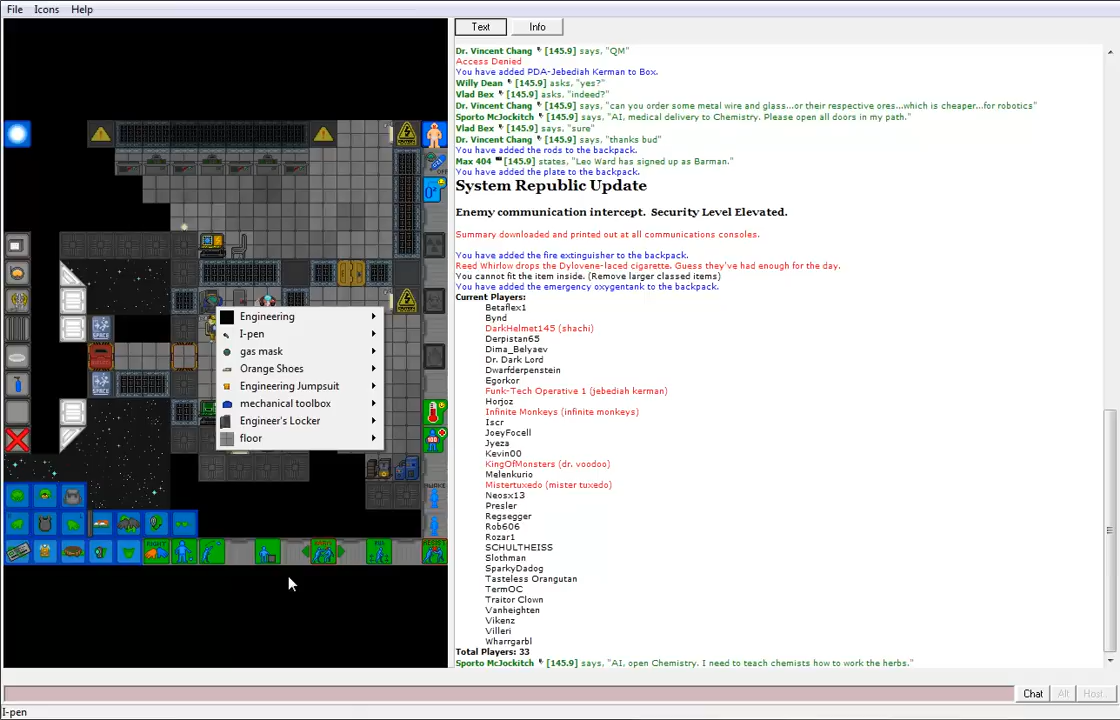 File Icons Help
Text Info
Dr. Vincent Chang [145.9] says, "QM"
Access Denied
You have added PDA-Jebediah Kerman to Box.
Willy Dean [145.9] asks, "yes?"
Vlad Bex [145.9] asks, "indeed?"
Dr. Vincent Chang [145.9] says, "can you order some metal wire and glass...or their respective ores...which is cheaper...for robotics"
Sporto McJockitch [145.9] says, "AI, medical delivery to Chemistry. Please open all doors in my path."
Vlad Bex [145.9] says, "sure"
Dr. Vincent Chang [145.9] says, "thanks bud"
You have added the rods to the backpack.
Max 404 [145.9] states, "Leo Ward has signed up as Barman."
You have added the plate to the backpack.
System Republic Update
Enemy communication intercept. Security Level Elevated.
Summary downloaded and printed out at all communications consoles.
You have added the fire extinguisher to the backpack.
Reed Whirlow drops the Dylovene-laced cigarette. Guess they've had enough for the day.
You cannot fit the item inside. (Remove larger classed items)
You have added the emergency oxygentank to the backpack.
Current Players:
Betaflex1
Bynd
DarkHelmet145 (shachi)
Derpistan65
Dima_Belyaev
Dr. Dark Lord
Dwarfderpenstein
Egorkor
Funk-Tech Operative 1 (jebediah kerman)
Horjoz
Infinite Monkeys (infinite monkeys)
Iscr
JoeyFocell
Jyeza
Kevin00
KingOfMonsters (dr. voodoo)
Melenkurio
Mistertuxedo (mister tuxedo)
Neosx13
Presler
Regsegger
Rob606
Rozar1
SCHULTHEISS
Slothman
SparkyDadog
Tasteless Orangutan
TermOC
Traitor Clown
Vanheighten
Vikenz
Villeri
Wharrgarbl
Total Players: 33
Sporto McJockitch [145.9] says, "AI, open Chemistry. I need to teach chemists how to work the herbs."
Engineering
I-pen
gas mask
Orange Shoes
Engineering Jumpsuit
mechanical toolbox
Engineer's Locker
floor
Chat Alt Host
I-pen